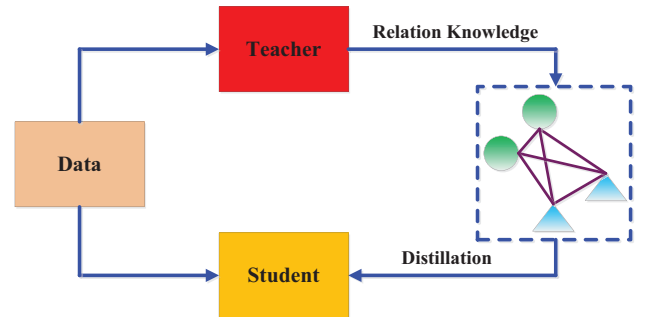 Teacher
Relation Knowledge
Data
Student
Distillation